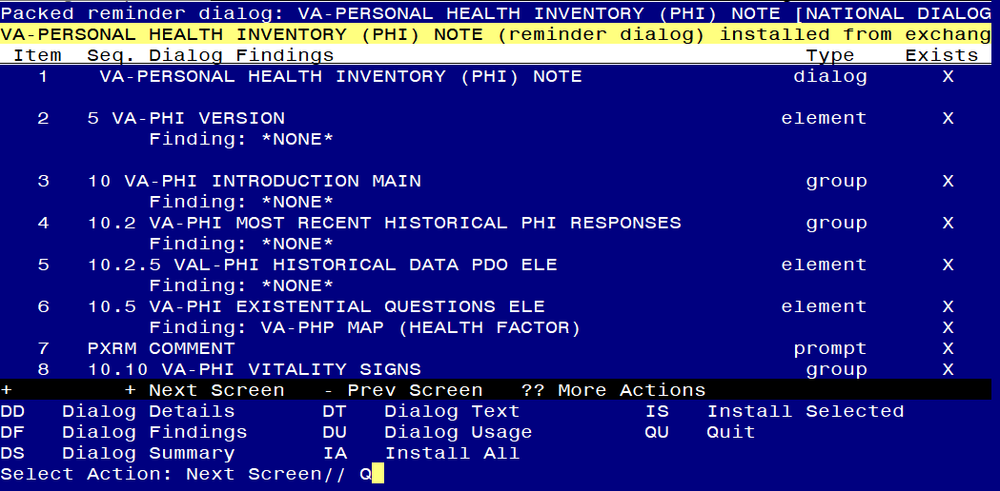 Packed reminder dialog: VA-PERSONAL HEALTH INVENTORY (PHI) NOTE [NATIONAL DIALOG
VA-PERSONAL HEALTH INVENTORY (PHI) NOTE (reminder dialog) installed from exchang
Item Seq. Dialog Findings Type Exists
1 VA-PERSONAL HEALTH INVENTORY (PHI) NOTE dialog X
2 5 VA-PHI VERSION element X
Finding: *NONE*
3 10 VA-PHI INTRODUCTION MAIN group X
Finding: *NONE*
4 10.2 VA-PHI MOST RECENT HISTORICAL PHI RESPONSES group X
Finding: *NONE*
5 10.2.5 VAL-PHI HISTORICAL DATA PDO ELE element X
Finding: *NONE*
6 10.5 VA-PHI EXISTENTIAL QUESTIONS ELE element X
Finding: VA-PHP MAP (HEALTH FACTOR) X
7 PXRM COMMENT prompt X
8 10.10 VA-PHI VITALITY SIGNS group X
+ + Next Screen - Prev Screen ?? More Actions
DD Dialog Details DT Dialog Text IS Install Selected
DF Dialog Findings DU Dialog Usage QU Quit
DS Dialog Summary IA Install All
Select Action: Next Screen// Q